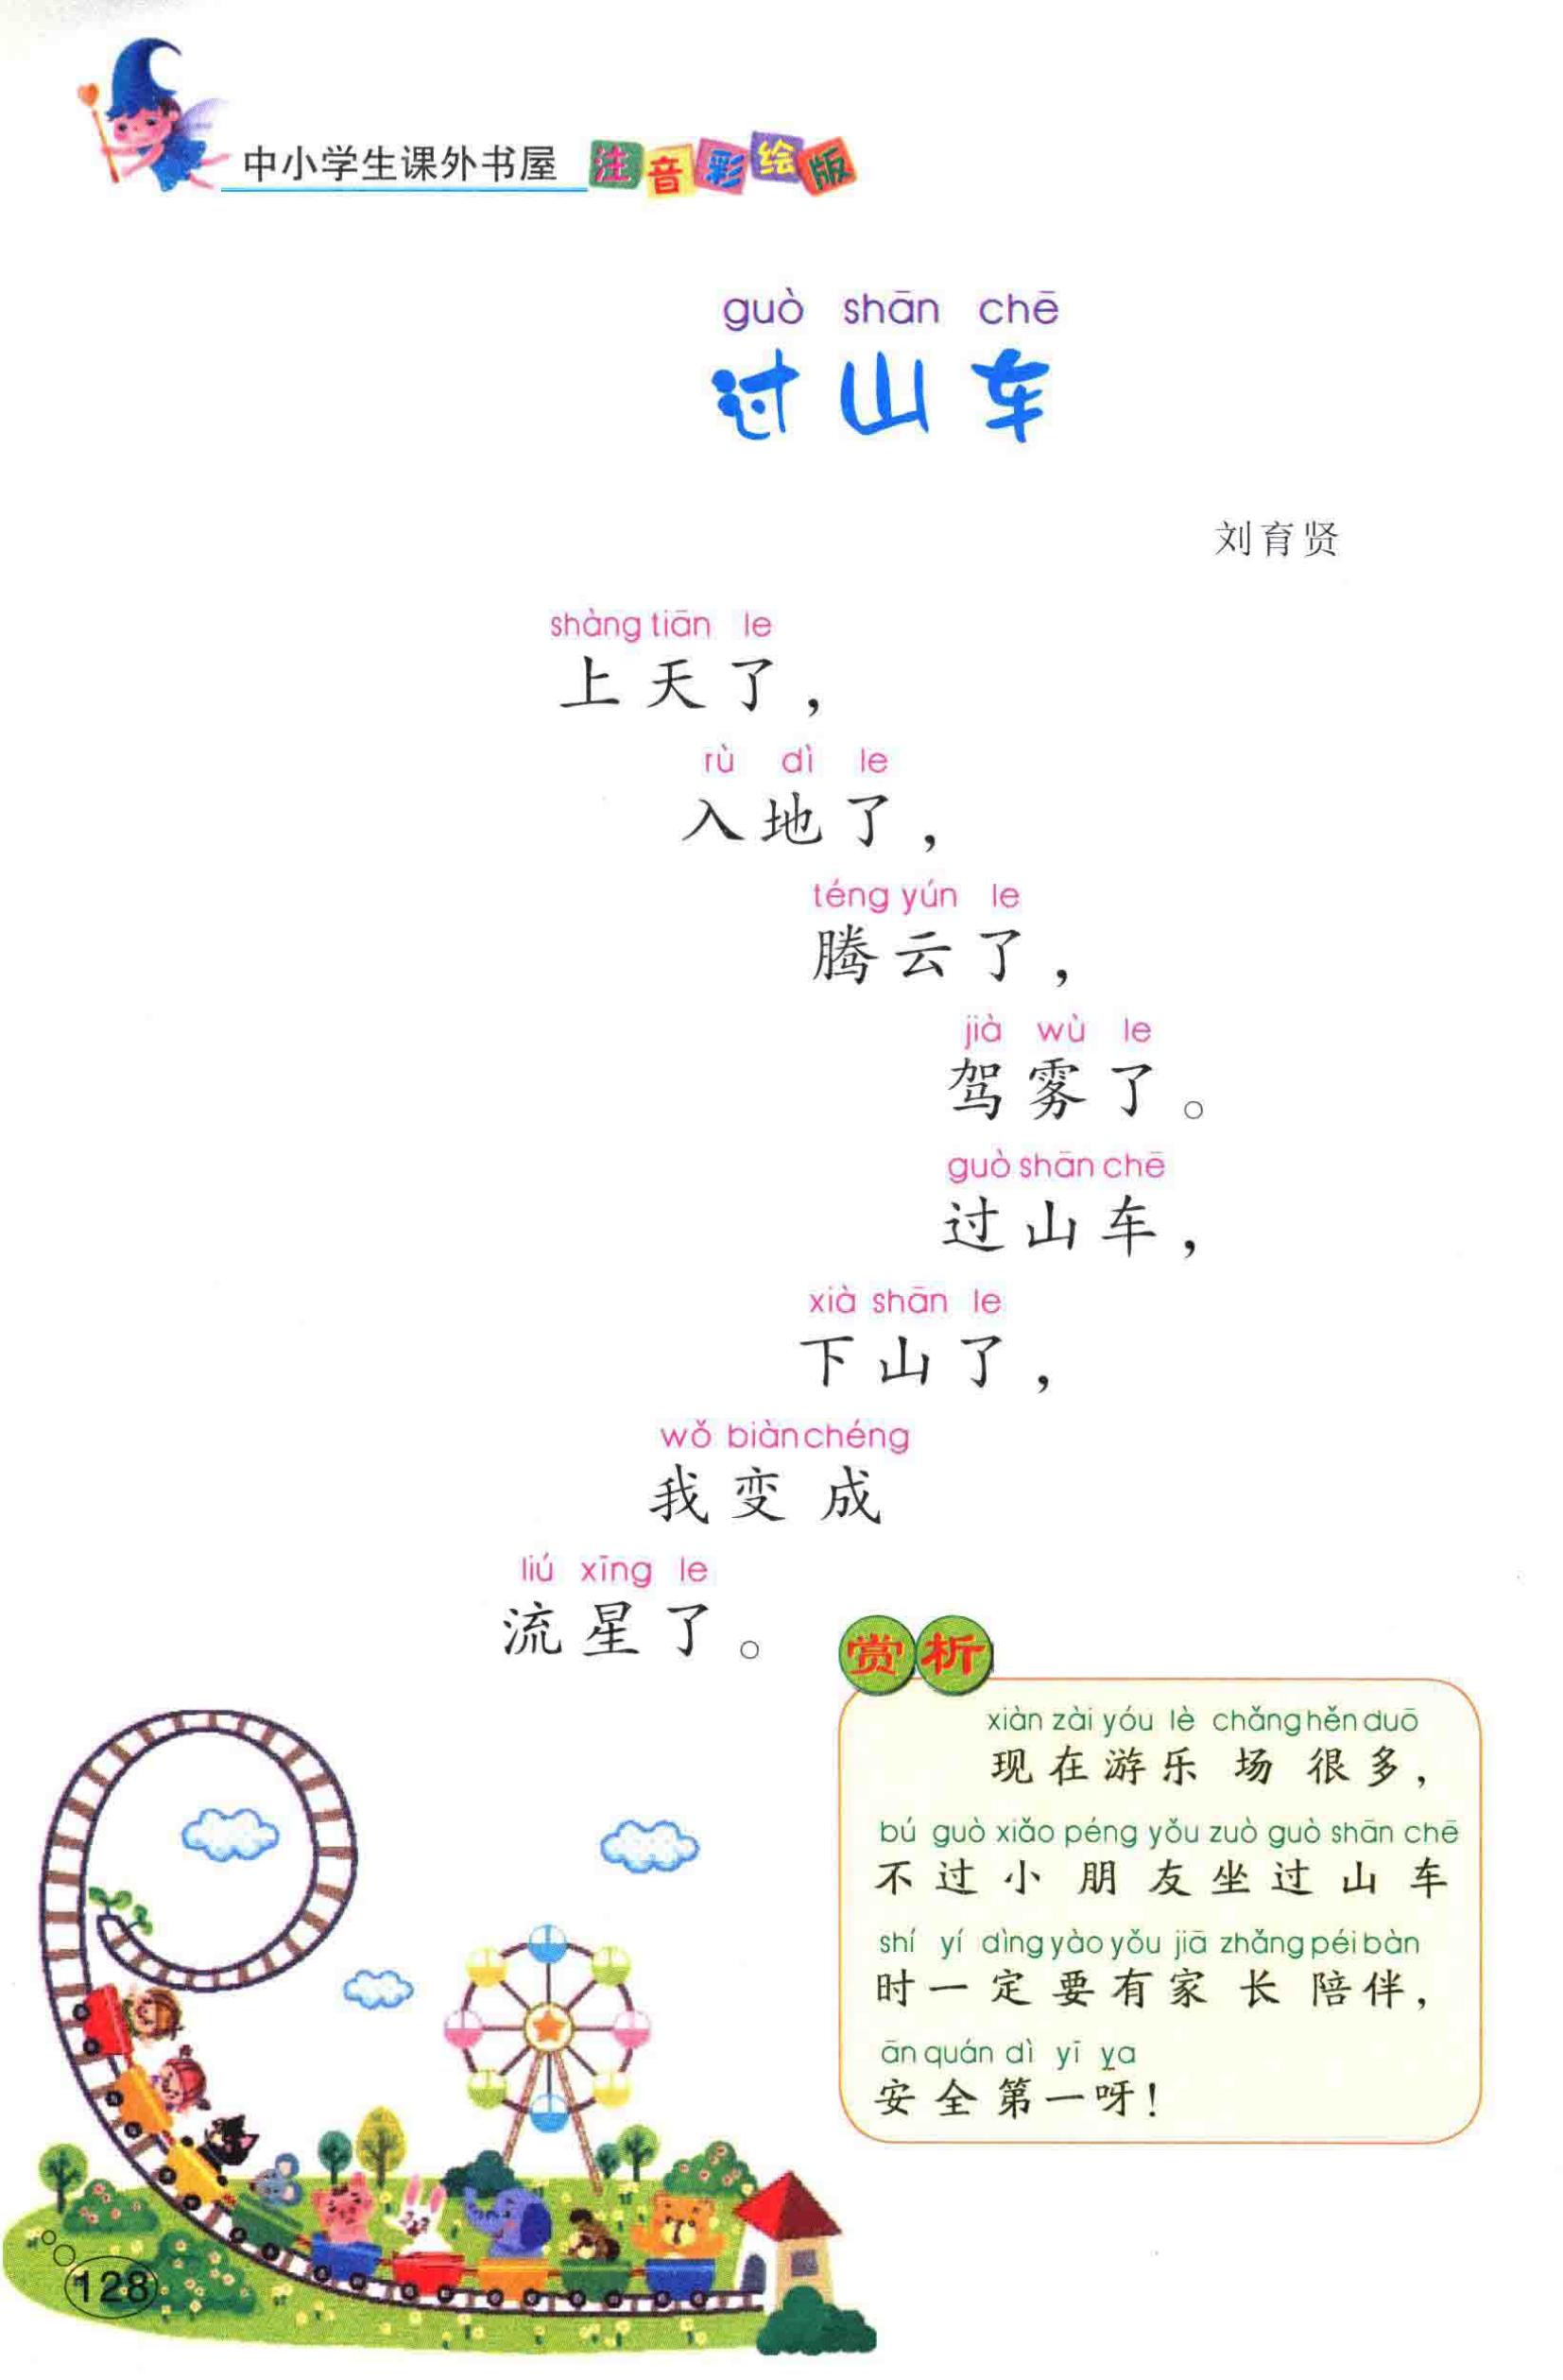 中小学生课外书屋 注音彩绘版
guò shān chē
过山车
刘育贤
shàng tiān le
上天了，
rù dì le
入地了，
téng yún le
腾云了，
jià wù le
驾雾了。
guò shān chē
过山车，
xià shān le
下山了，
wǒ biàn chéng
我变成
liú xīng le
流星了。
赏析
xiàn zài yóu lè chǎng hěn duō
现在游乐场很多，
bú guò xiǎo péng yǒu zuò guò shān chē
不过小朋友坐过山车
shí yí dìng yào yǒu jiā zhǎng péi bàn
时一定要有家长陪伴，
ān quán dì yī ya
安全第一呀！
128